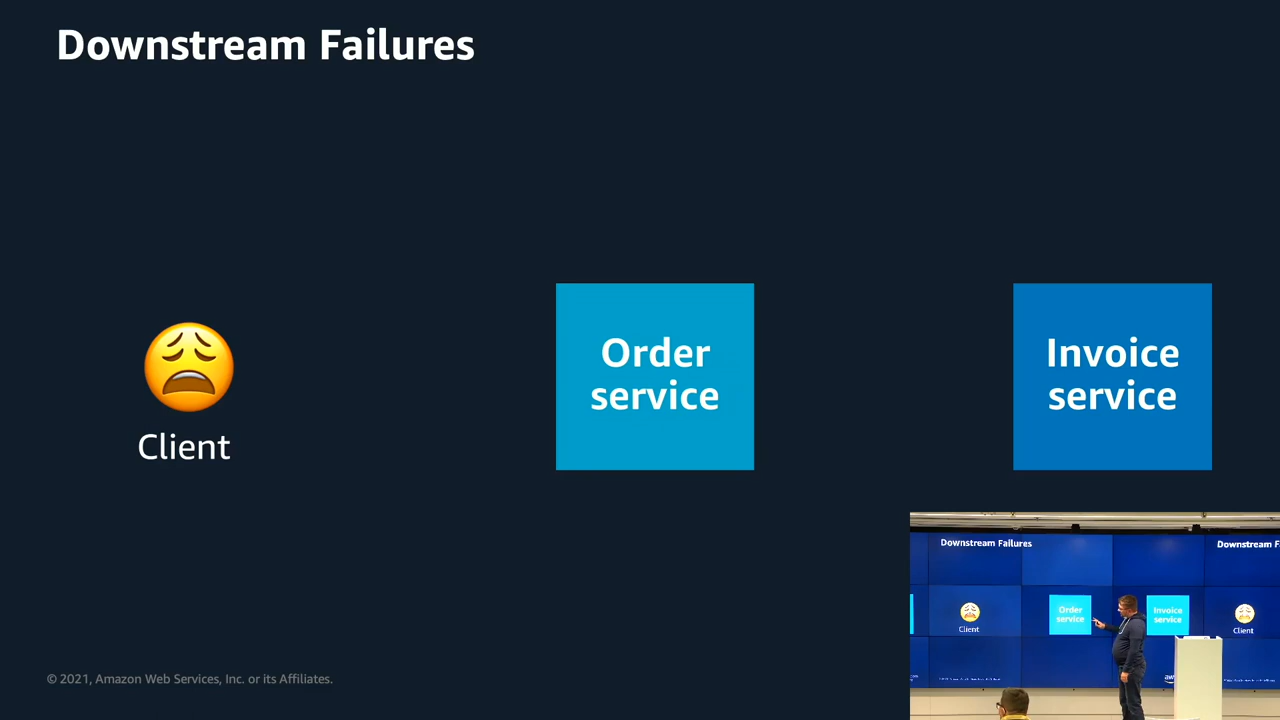 Downstream Failures
Order
service
Invoice
service
Client
© 2021, Amazon Web Services, Inc. or its Affiliates.
Downstream Failures
Downstream F
Order
service
Invoice
service
Client
Client